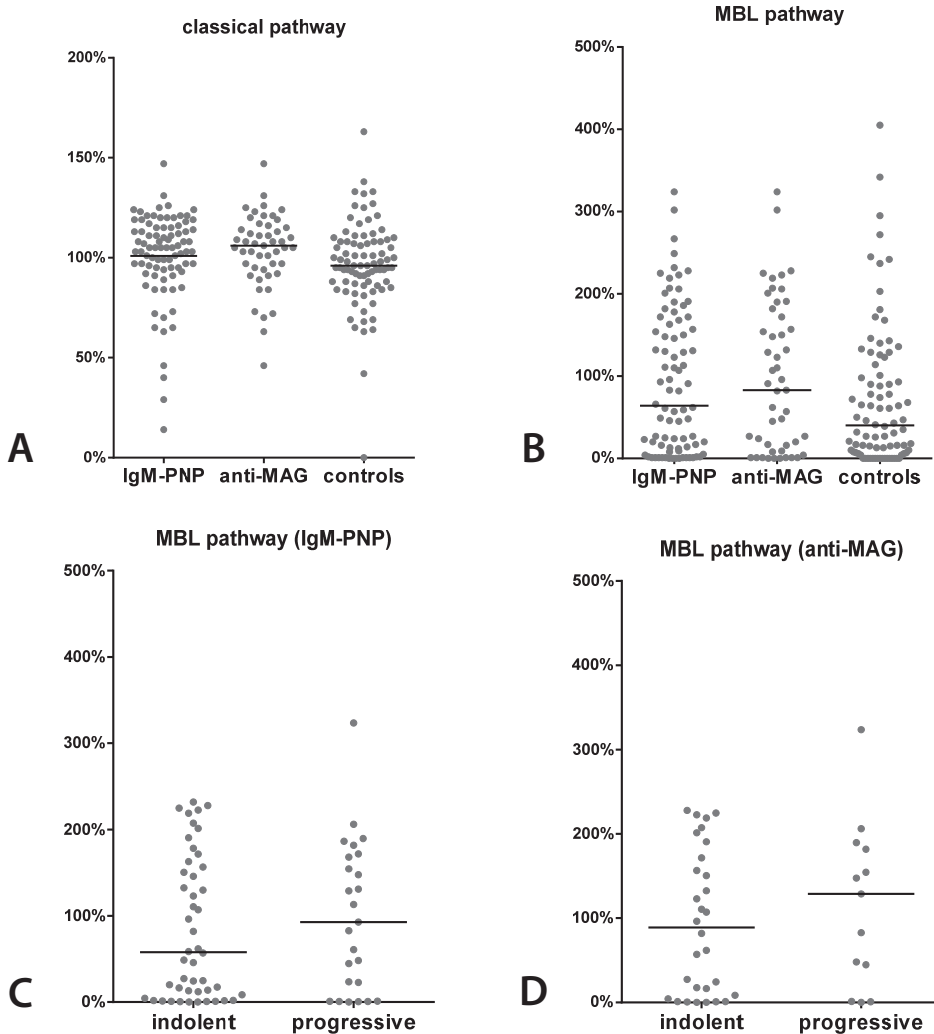 classical pathway
200%
150%
100%
50%
0%
IgM-PNP anti-MAG controls
A
MBL pathway
500%
400%
300%
200%
100%
0%
IgM-PNP anti-MAG controls
B
MBL pathway (IgM-PNP)
500%
400%
300%
200%
100%
0%
indolent progressive
C
MBL pathway (anti-MAG)
500%
400%
300%
200%
100%
0%
indolent progressive
D